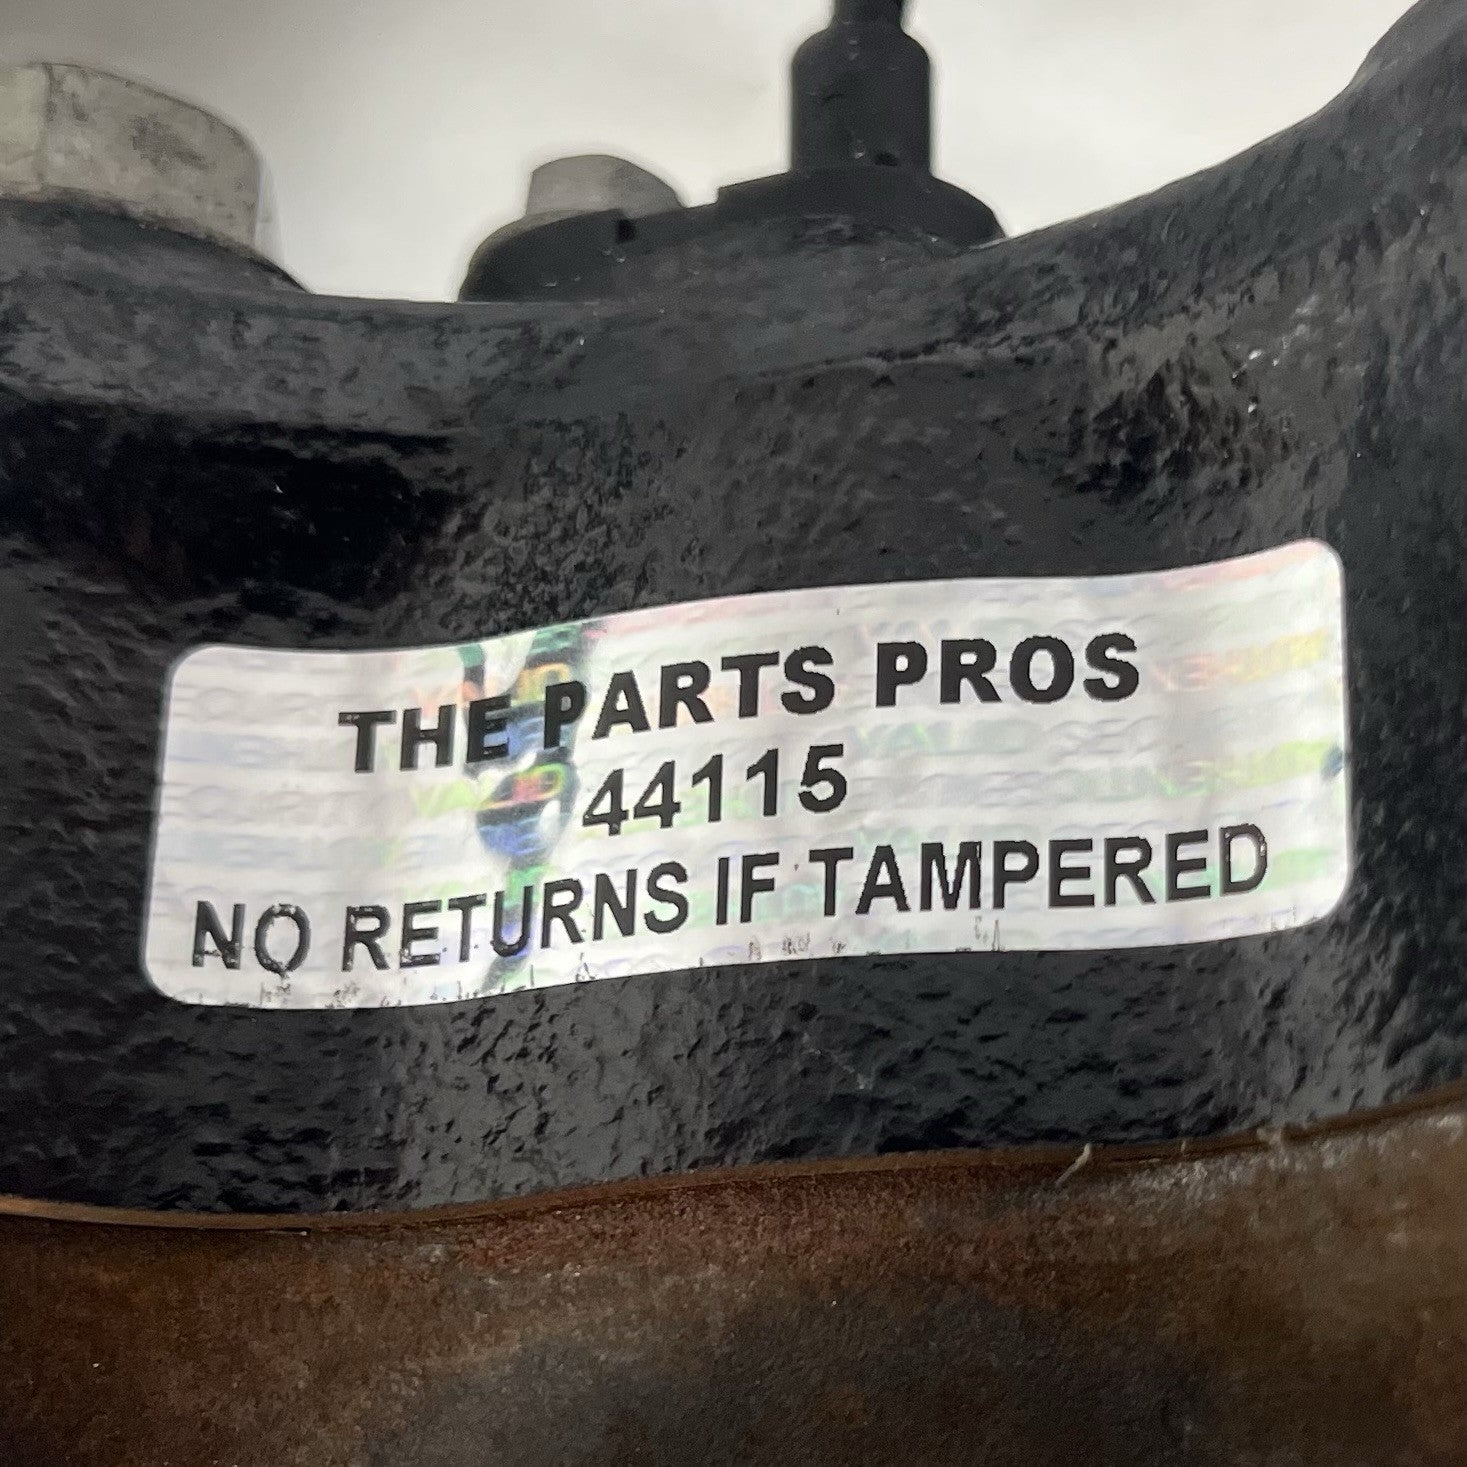 THE PARTS PROS
44115
NO RETURNS IF TAMPERED